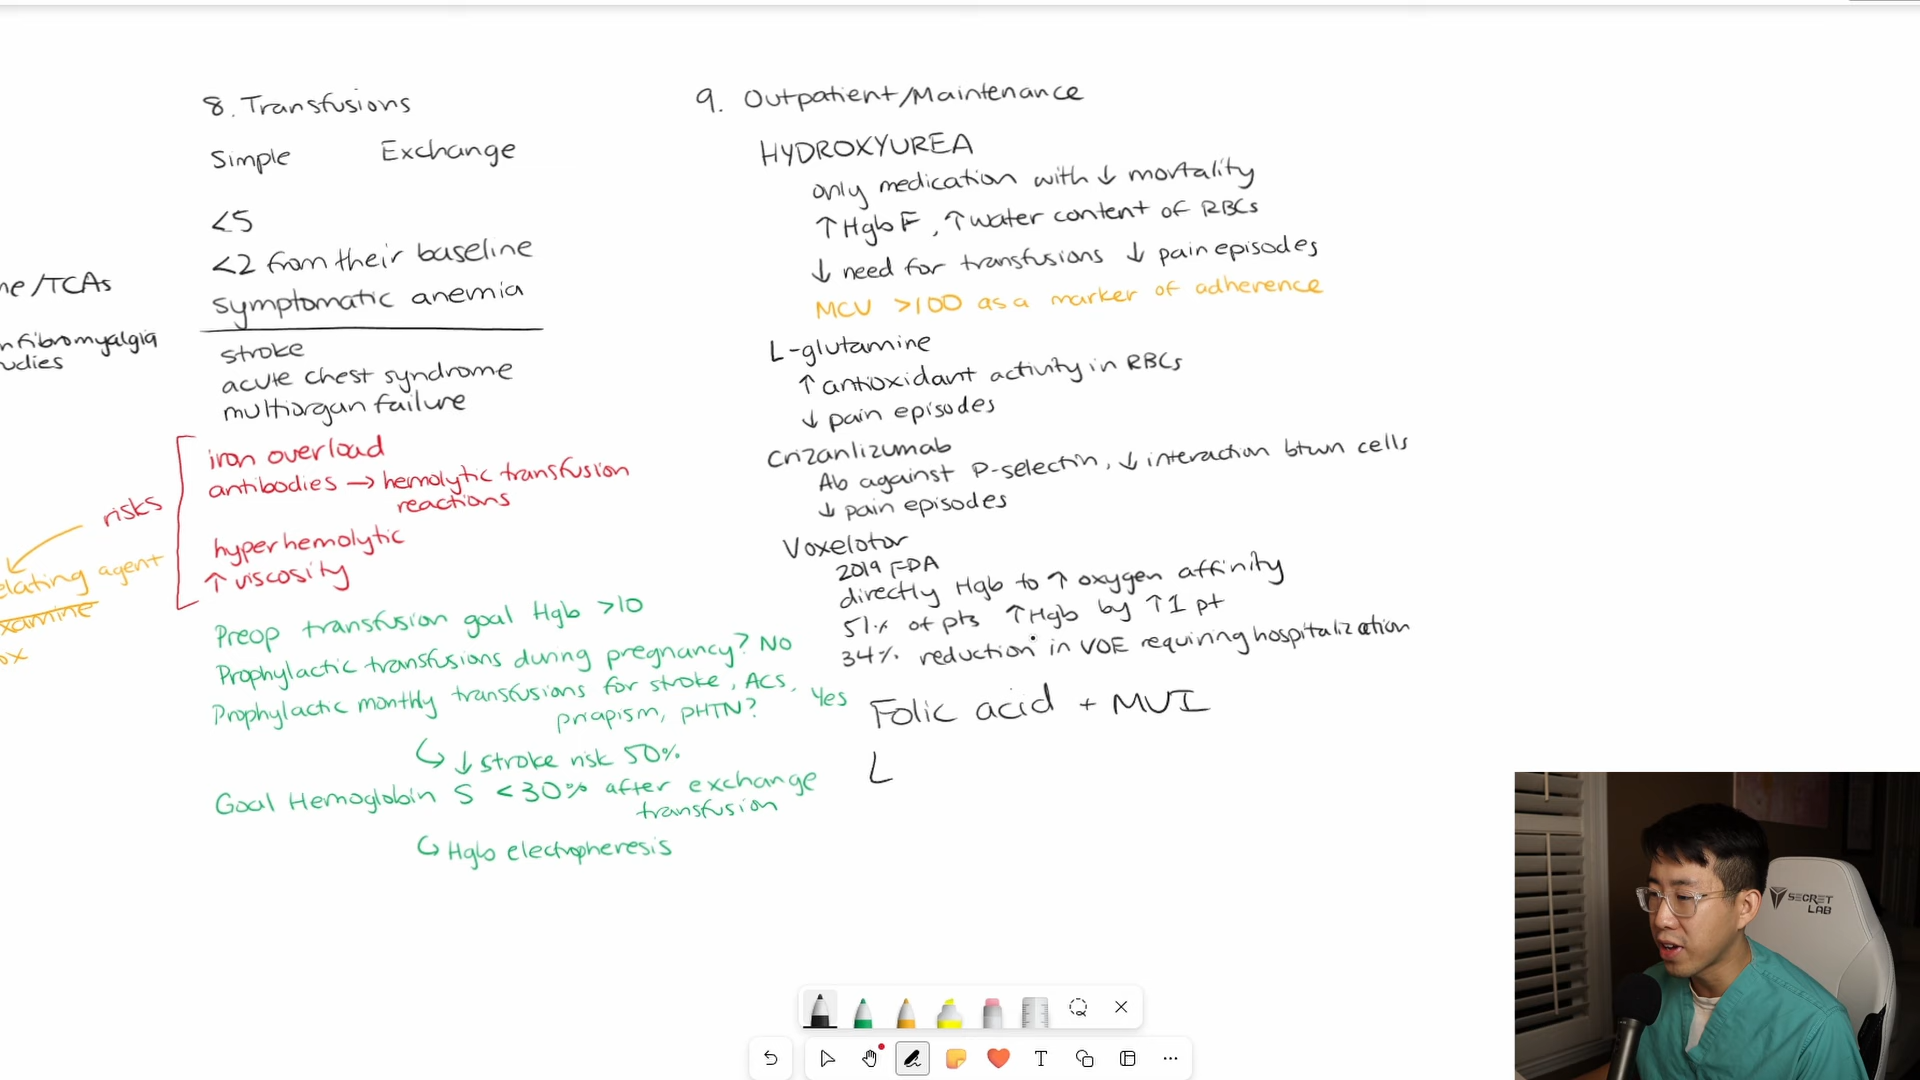 8. Transfusions
Simple Exchange
<5
<2 from their baseline
symptomatic anemia
stroke
acute chest syndrome
multiorgan failure
risks
iron overload
antibodies → hemolytic transfusion
reactions
hyperhemolytic
↑ viscosity
Preop transfusion goal Hgb >10
Prophylactic transfusions during pregnancy? No
Prophylactic monthly transfusions for stroke, ACS,
priapism, PHTN? Yes
↳ ↓ stroke risk 50%
Goal Hemoglobin S <30% after exchange
transfusion
↳ Hgb electropheresis
ne/TCAs
n fibromyalgia
udies
elating agent
xamine
ox
9. Outpatient/Maintenance
HYDROXYUREA
only medication with ↓ mortality
↑ Hgb F, ↑ water content of RBCs
↓ need for transfusions ↓ pain episodes
MCV >100 as a marker of adherence
L-glutamine
↑ antioxidant activity in RBCs
↓ pain episodes
Crizanlizumab
Ab against P-selectin, ↓ interaction btwn cells
↓ pain episodes
Voxelotor
2019 FDA
directly Hgb to ↑ oxygen affinity
51% of pts ↑ Hgb by ↑1 pt
34% reduction in VOE requiring hospitalization
Folic acid + MVI
L
SECRET
LAB
T